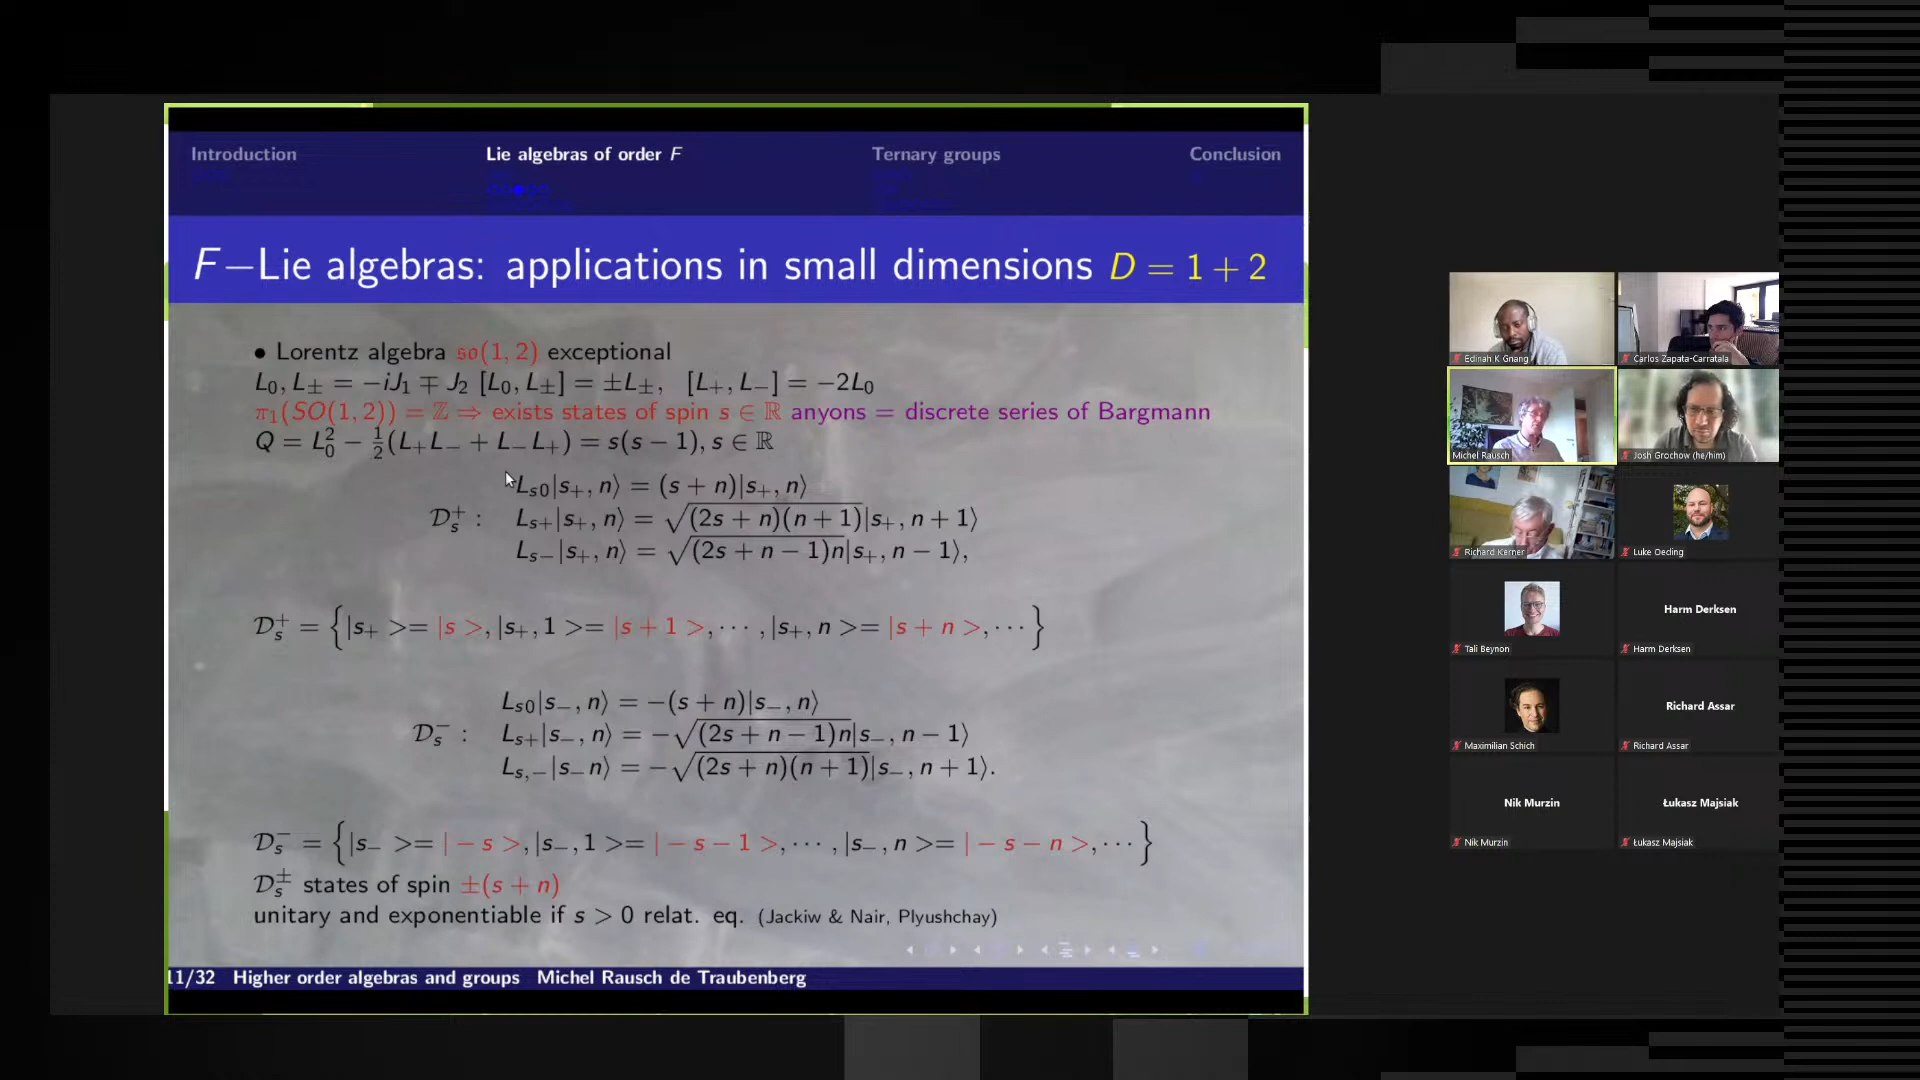 Introduction
Lie algebras of order F
Ternary groups
Conclusion
F−Lie algebras: applications in small dimensions D = 1 + 2
• Lorentz algebra 𝔰𝔬(1, 2) exceptional
L₀, L± = −iJ₁ ∓ J₂ [L₀, L±] = ±L±, [L₊, L₋] = −2L₀
π₁(SO(1, 2)) = ℤ ⇒ exists states of spin s ∈ ℝ anyons = discrete series of Bargmann
Q = L₀² − ½(L₊L₋ + L₋L₊) = s(s − 1), s ∈ ℝ
Lₛ₀|s₊, n⟩ = (s + n)|s₊, n⟩
𝒟ₛ⁺ : Lₛ₊|s₊, n⟩ = √(2s + n)(n + 1)|s₊, n + 1⟩
Lₛ₋|s₊, n⟩ = √(2s + n − 1)n|s₊, n − 1⟩,
𝒟ₛ⁺ = {|s₊ >= |s >, |s₊, 1 >= |s + 1 >, ··· , |s₊, n >= |s + n >, ···}
Lₛ₀|s₋, n⟩ = −(s + n)|s₋, n⟩
𝒟ₛ⁻ : Lₛ₊|s₋, n⟩ = −√(2s + n − 1)n|s₋, n − 1⟩
Lₛ,₋|s₋n⟩ = −√(2s + n)(n + 1)|s₋, n + 1⟩.
𝒟ₛ⁻ = {|s₋ >= | − s >, |s₋, 1 >= | − s − 1 >, ··· , |s₋, n >= | − s − n >, ···}
𝒟ₛ± states of spin ±(s + n)
unitary and exponentiable if s > 0 relat. eq. (Jackiw & Nair, Plyushchay)
11/32 Higher order algebras and groups Michel Rausch de Traubenberg
Edinah K Gnang
Carlos Zapata-Carratala
Michel Rausch
Josh Grochow (he/him)
Richard Kerner
Luke Oeding
Tali Beynon
Harm Derksen
Harm Derksen
Maximilian Schich
Richard Assar
Richard Assar
Nik Murzin
Nik Murzin
Łukasz Majsiak
Łukasz Majsiak